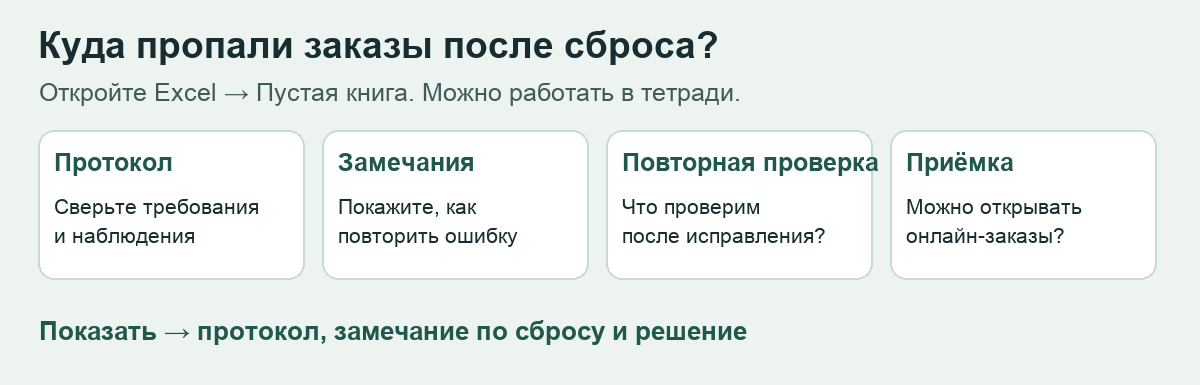 Куда пропали заказы после сброса?
Откройте Excel → Пустая книга. Можно работать в тетради.
Протокол
Сверьте требования
и наблюдения
Замечания
Покажите, как
повторить ошибку
Повторная проверка
Что проверим
после исправления?
Приёмка
Можно открывать
онлайн-заказы?
Показать → протокол, замечание по сбросу и решение